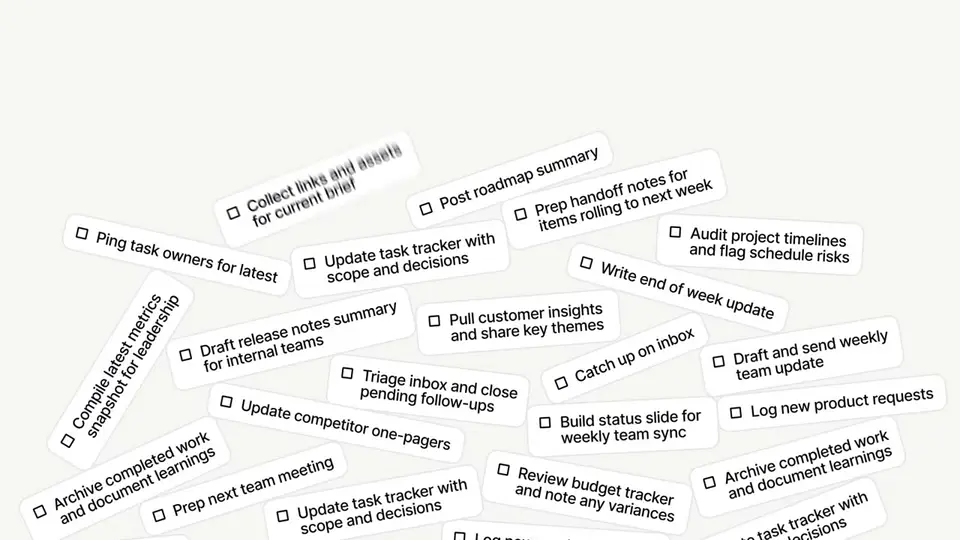 Collect links and assets
for current brief
Post roadmap summary
Prep handoff notes for
items rolling to next week
Ping task owners for latest
Update task tracker with
scope and decisions
Audit project timelines
and flag schedule risks
Write end of week update
Compile latest metrics
snapshot for leadership
Draft release notes summary
for internal teams
Pull customer insights
and share key themes
Catch up on inbox
Draft and send weekly
team update
Triage inbox and close
pending follow-ups
Update competitor one-pagers
Build status slide for
weekly team sync
Log new product requests
Archive completed work
and document learnings
Prep next team meeting
Update task tracker with
scope and decisions
Review budget tracker
and note any variances
Archive completed work
and document learnings
task tracker with
decisions
Log